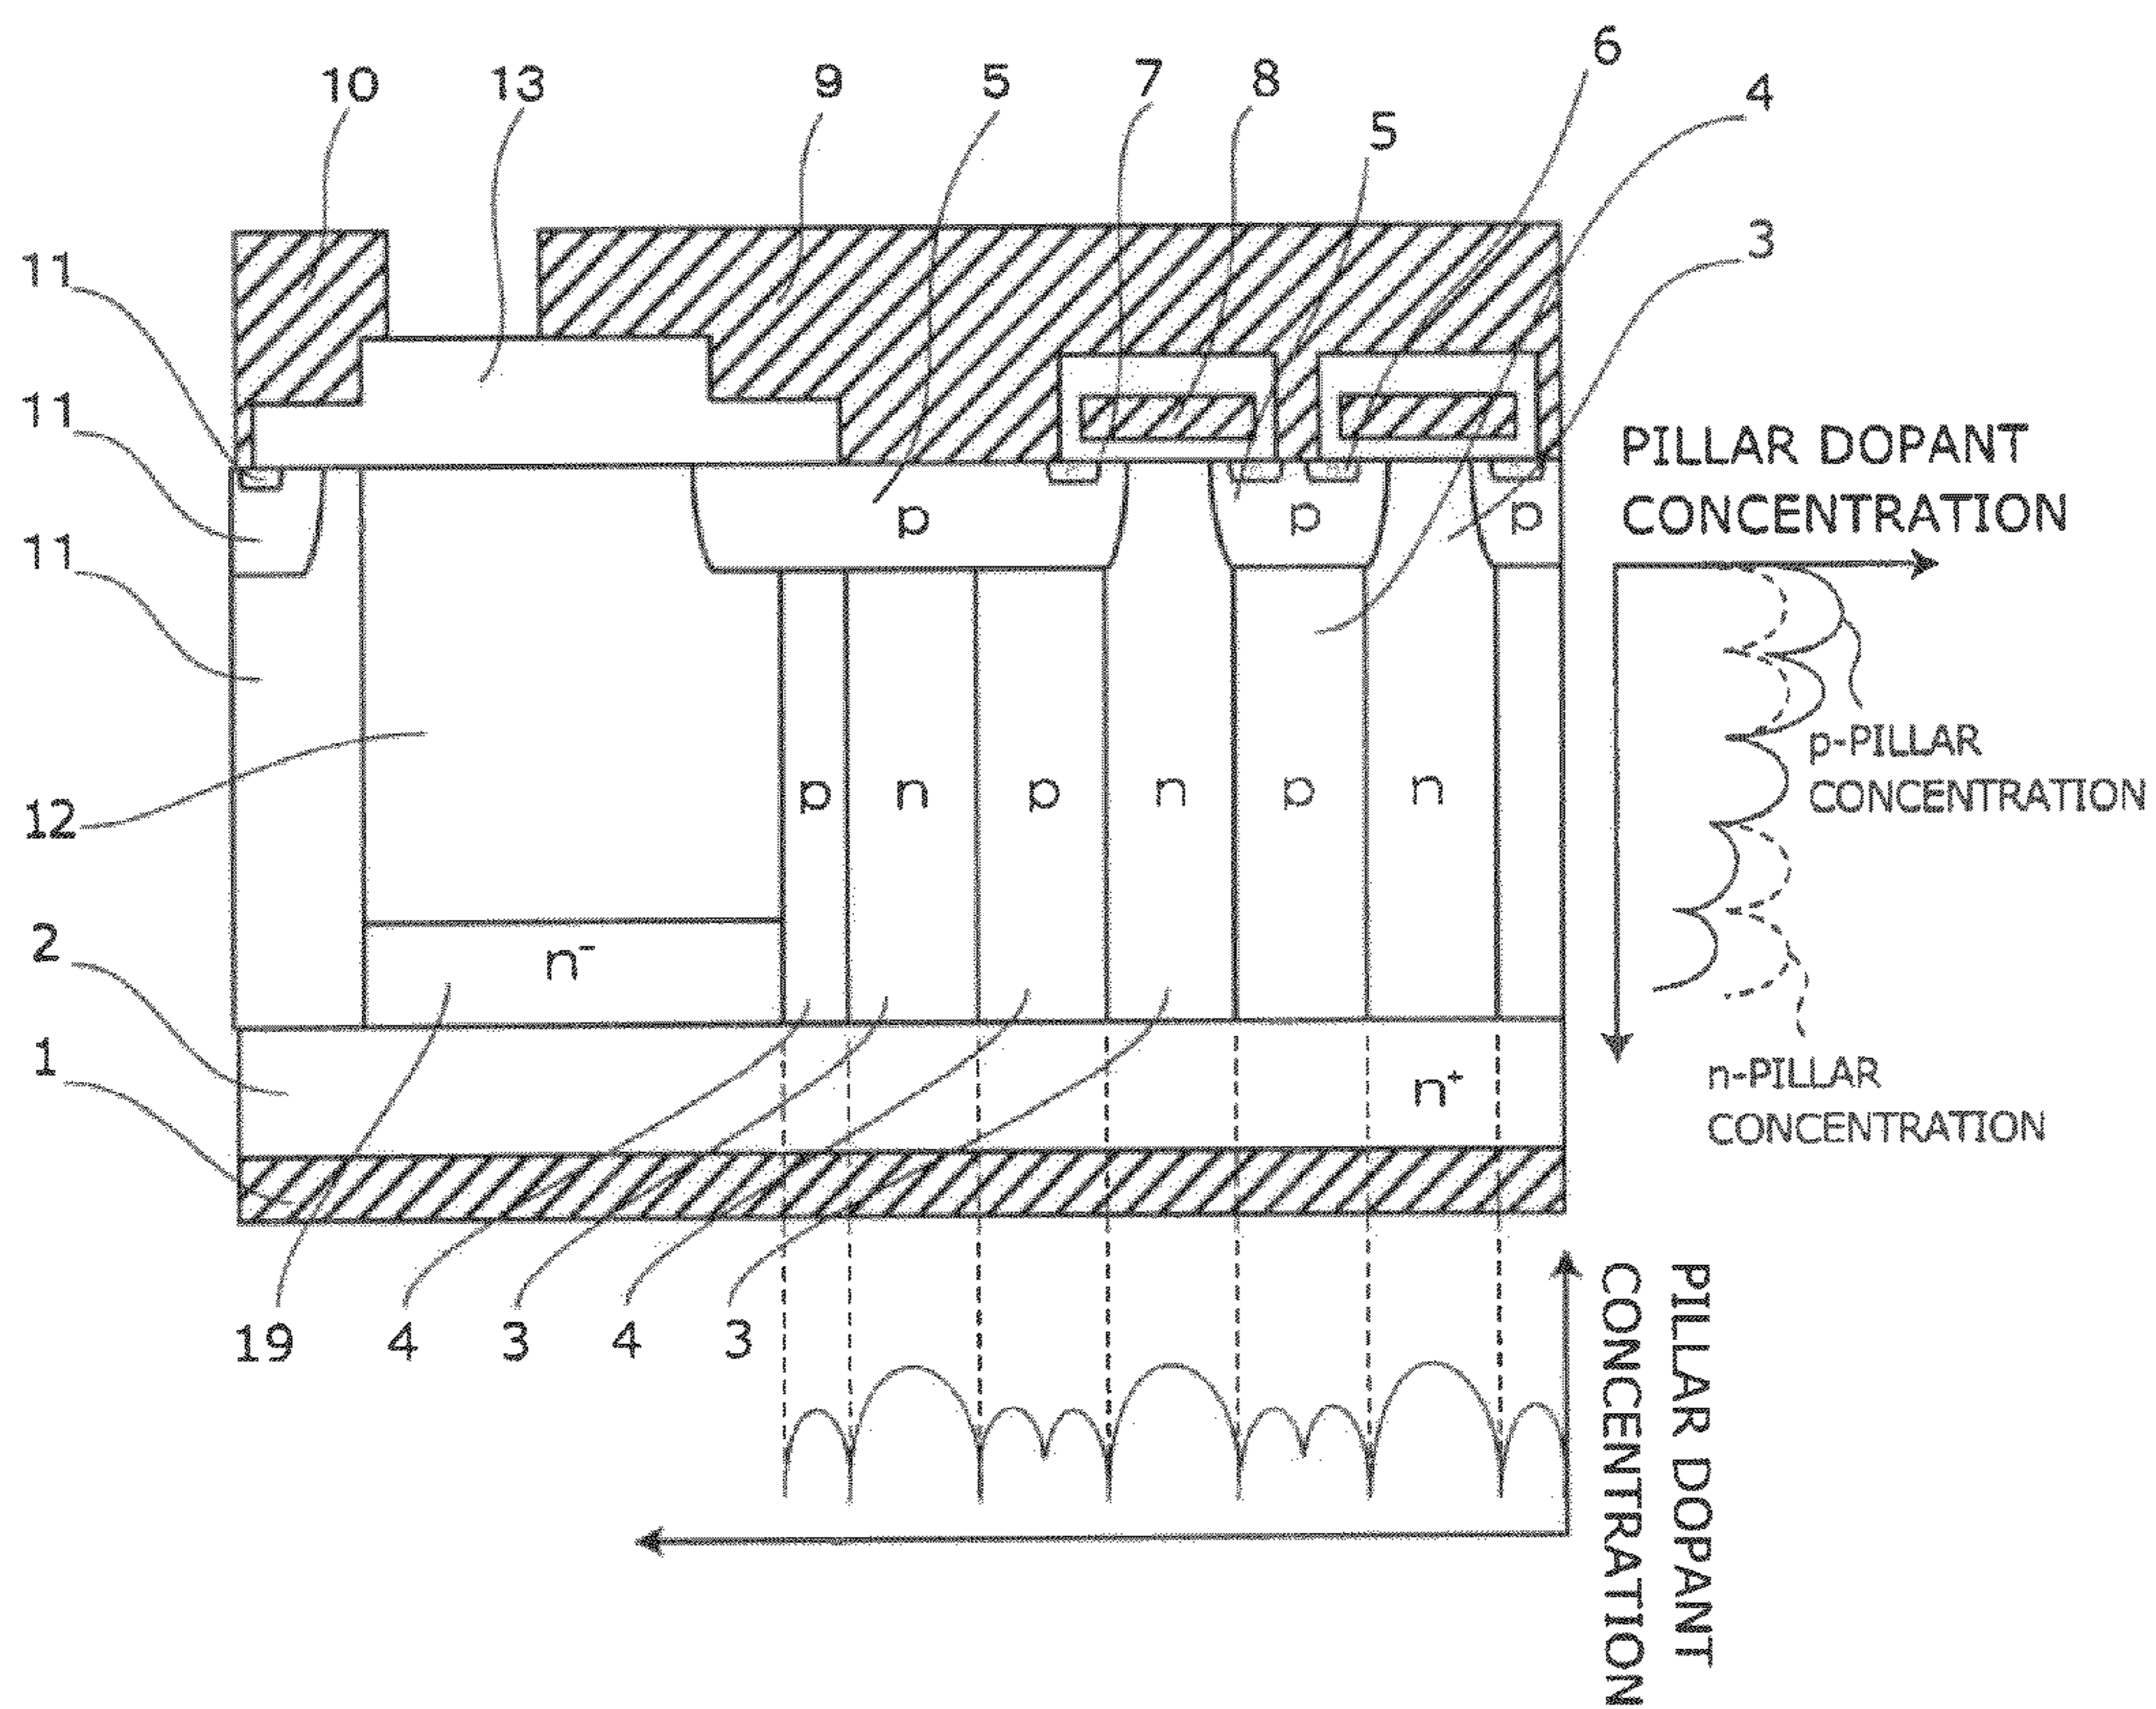 6
10 13 9 5 7 8 4
5
3
11
11
PILLAR DOPANT
CONCENTRATION
p p p
11
p-PILLAR
CONCENTRATION
p n p n p n
12
2
n⁻
1
n⁺
n-PILLAR
CONCENTRATION
19 4 3 4 3
PILLAR DOPANT
CONCENTRATION